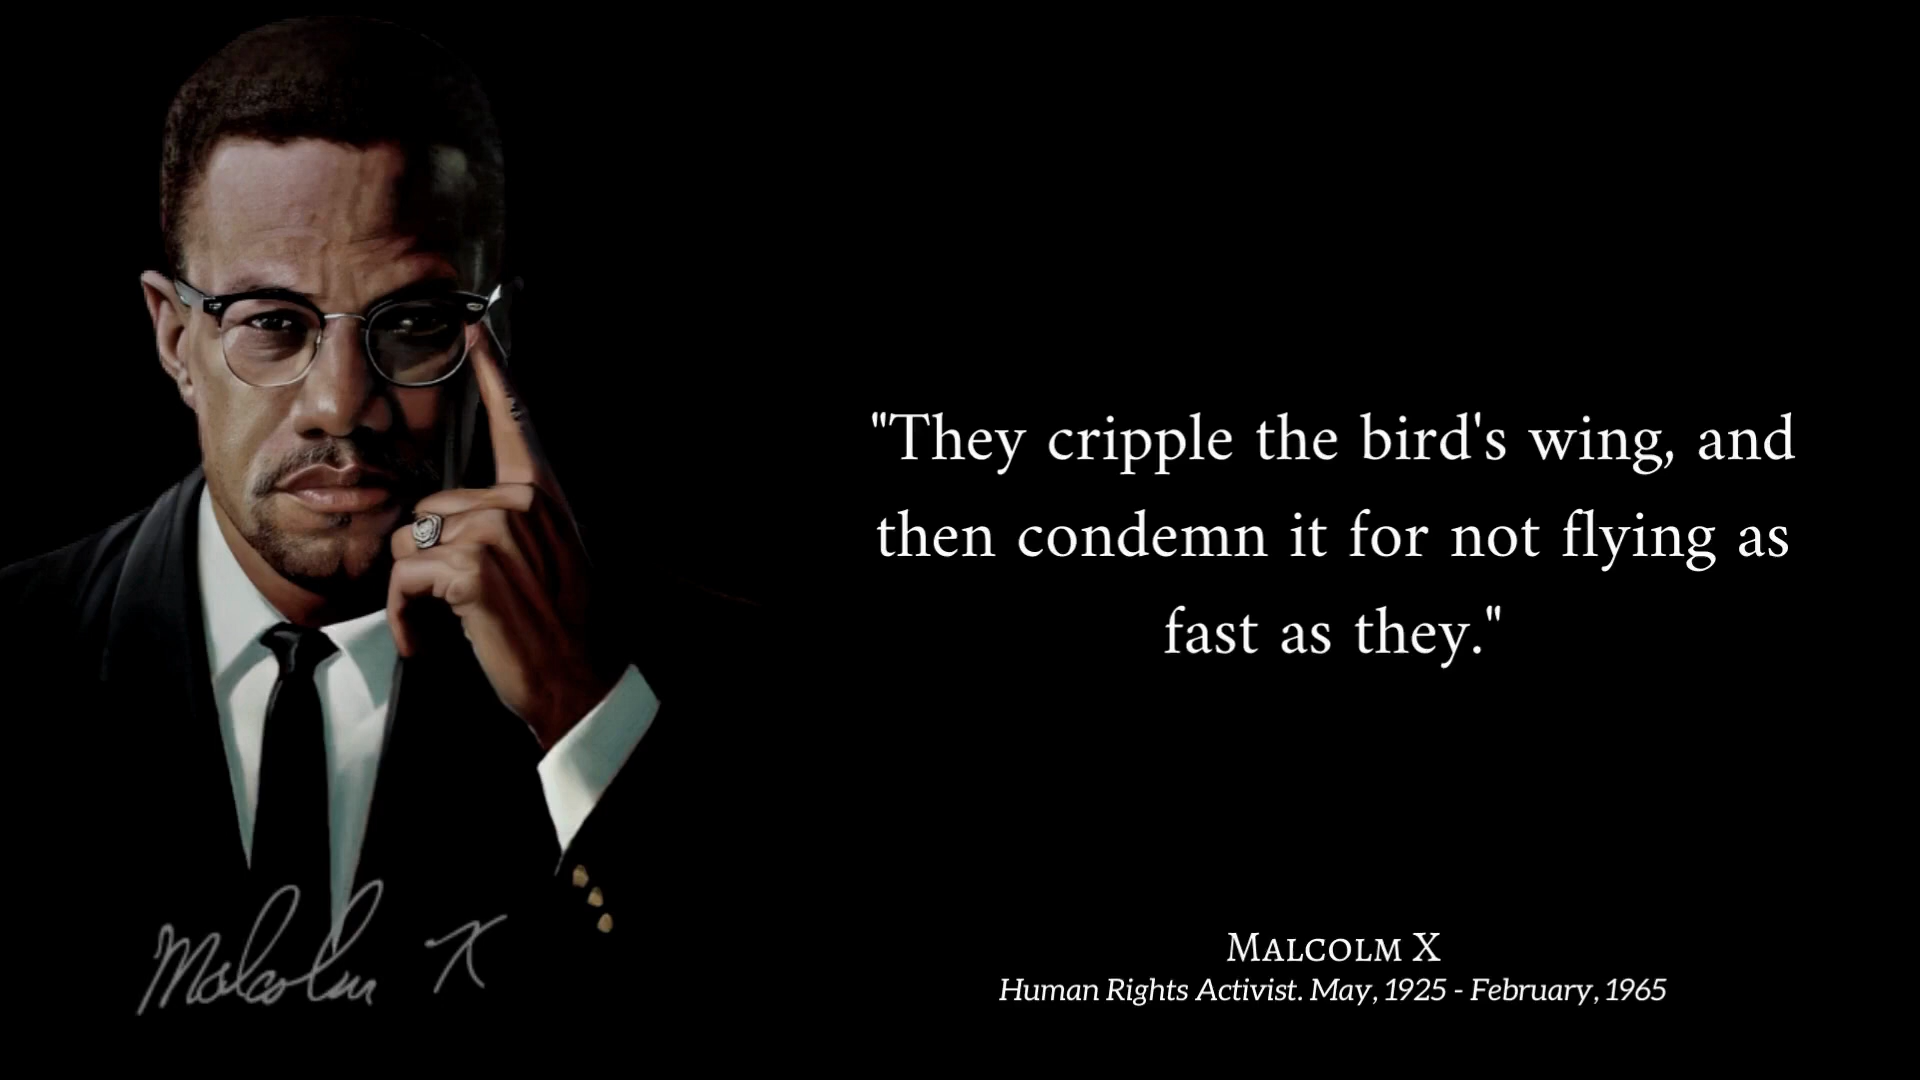 "They cripple the bird's wing, and
then condemn it for not flying as
fast as they."
Malcolm X
Malcolm X
Human Rights Activist. May, 1925 - February, 1965